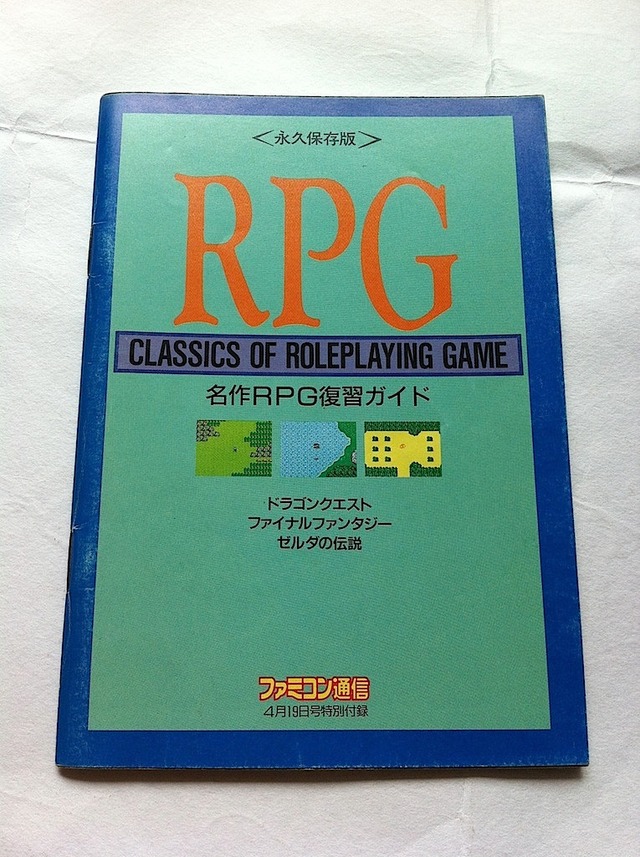 <永久保存版>
RPG
CLASSICS OF ROLEPLAYING GAME
名作RPG復習ガイド
ドラゴンクエスト
ファイナルファンタジー
ゼルダの伝説
ファミコン通信
4月19日号特別付録